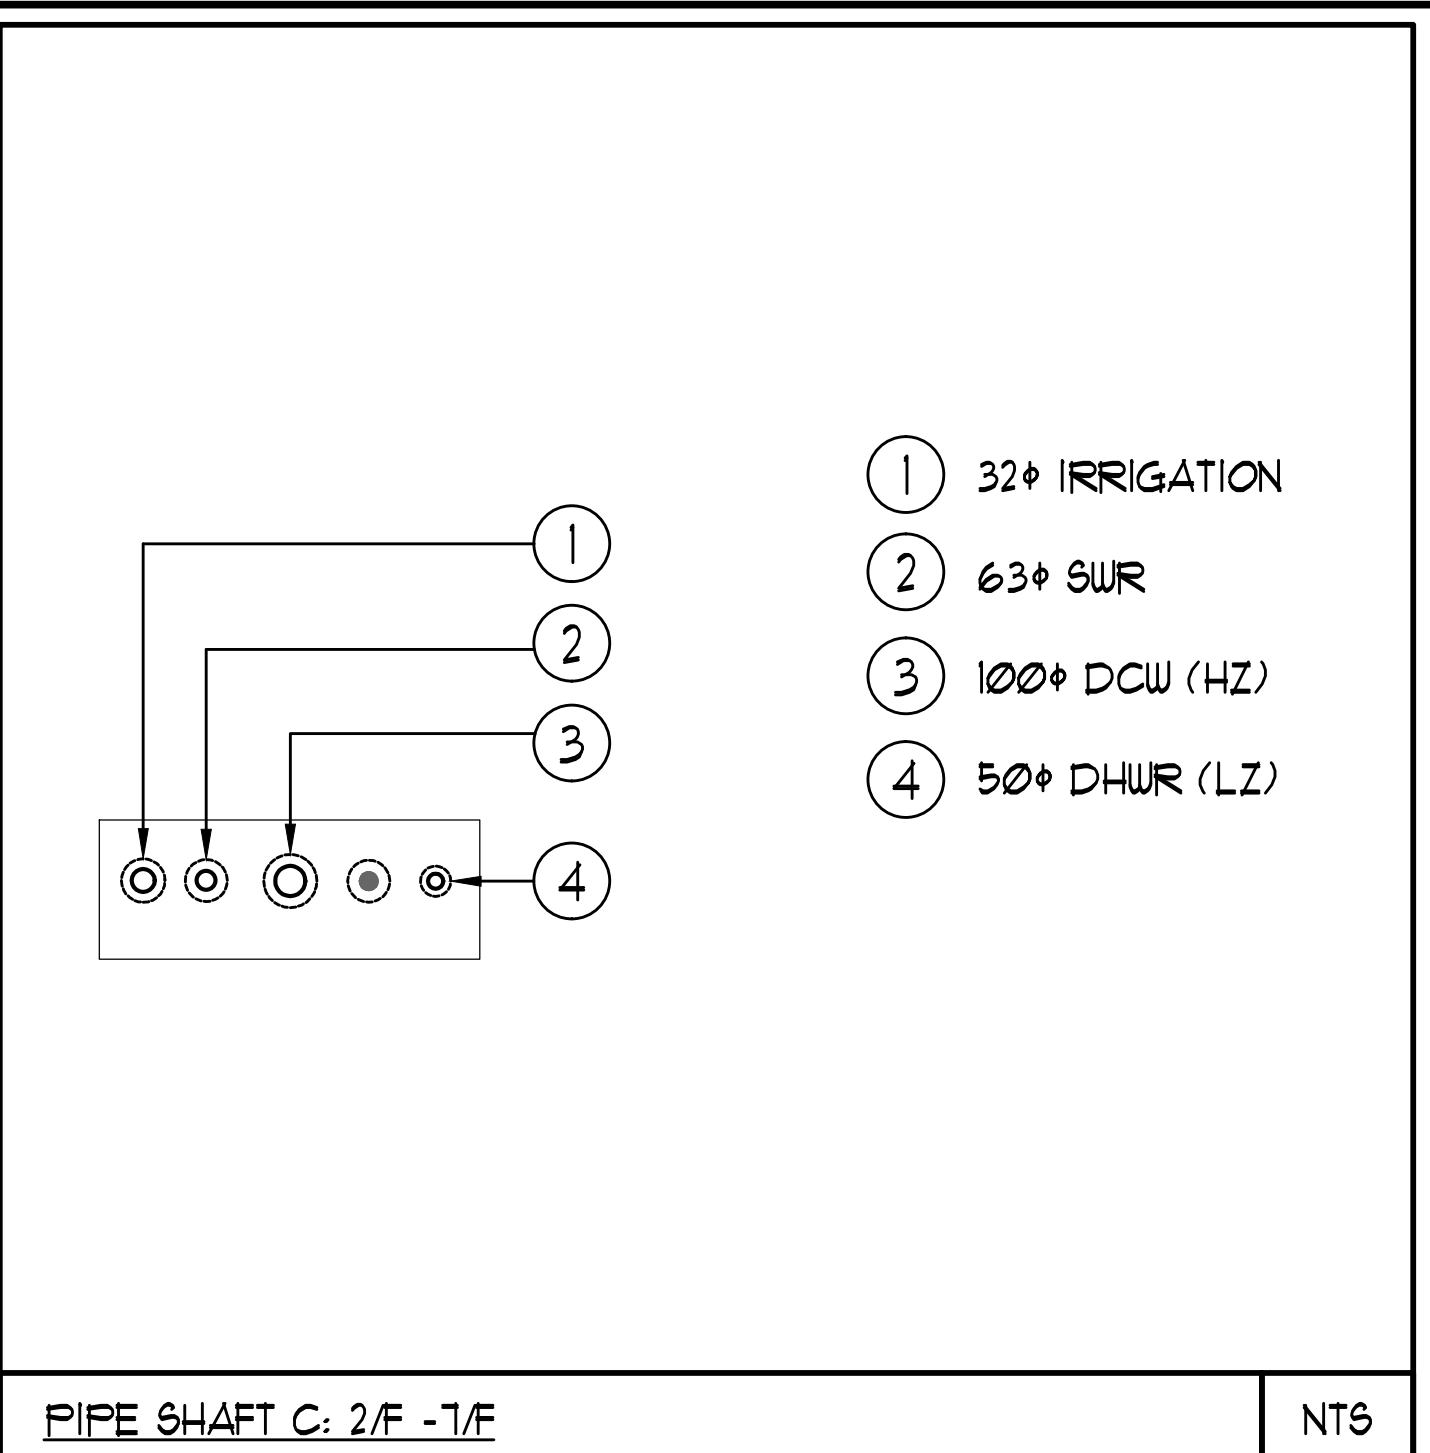 1
2
3
4
1 32ϕ IRRIGATION
2 63ϕ SWR
3 100ϕ DCW (HZ)
4 50ϕ DHWR (LZ)
PIPE SHAFT C: 2/F -7/F
NTS